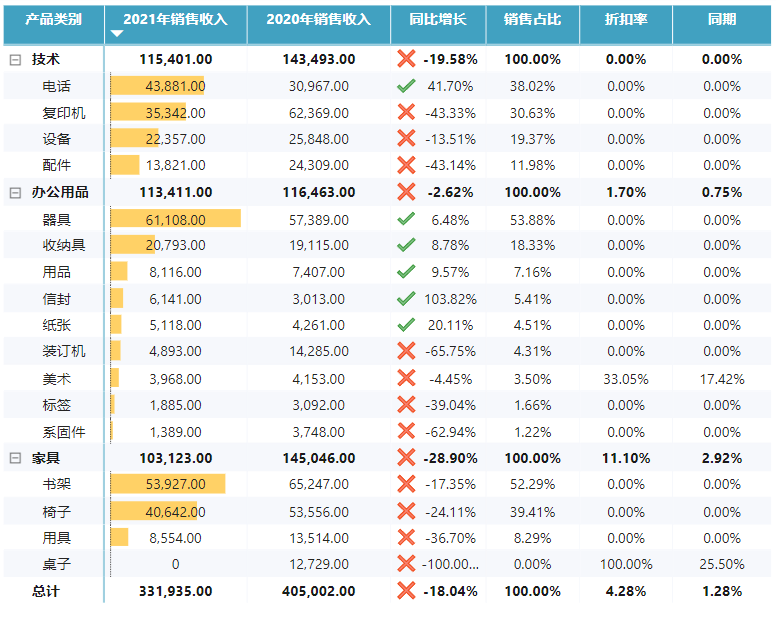 产品类别 2021年销售收入 2020年销售收入 同比增长 销售占比 折扣率 同期
技术 115,401.00 143,493.00 -19.58% 100.00% 0.00% 0.00%
电话 43,881.00 30,967.00 41.70% 38.02% 0.00% 0.00%
复印机 35,342.00 62,369.00 -43.33% 30.63% 0.00% 0.00%
设备 22,357.00 25,848.00 -13.51% 19.37% 0.00% 0.00%
配件 13,821.00 24,309.00 -43.14% 11.98% 0.00% 0.00%
办公用品 113,411.00 116,463.00 -2.62% 100.00% 1.70% 0.75%
器具 61,108.00 57,389.00 6.48% 53.88% 0.00% 0.00%
收纳具 20,793.00 19,115.00 8.78% 18.33% 0.00% 0.00%
用品 8,116.00 7,407.00 9.57% 7.16% 0.00% 0.00%
信封 6,141.00 3,013.00 103.82% 5.41% 0.00% 0.00%
纸张 5,118.00 4,261.00 20.11% 4.51% 0.00% 0.00%
装订机 4,893.00 14,285.00 -65.75% 4.31% 0.00% 0.00%
美术 3,968.00 4,153.00 -4.45% 3.50% 33.05% 17.42%
标签 1,885.00 3,092.00 -39.04% 1.66% 0.00% 0.00%
系固件 1,389.00 3,748.00 -62.94% 1.22% 0.00% 0.00%
家具 103,123.00 145,046.00 -28.90% 100.00% 11.10% 2.92%
书架 53,927.00 65,247.00 -17.35% 52.29% 0.00% 0.00%
椅子 40,642.00 53,556.00 -24.11% 39.41% 0.00% 0.00%
用具 8,554.00 13,514.00 -36.70% 8.29% 0.00% 0.00%
桌子 0 12,729.00 -100.00... 0.00% 100.00% 25.50%
总计 331,935.00 405,002.00 -18.04% 100.00% 4.28% 1.28%